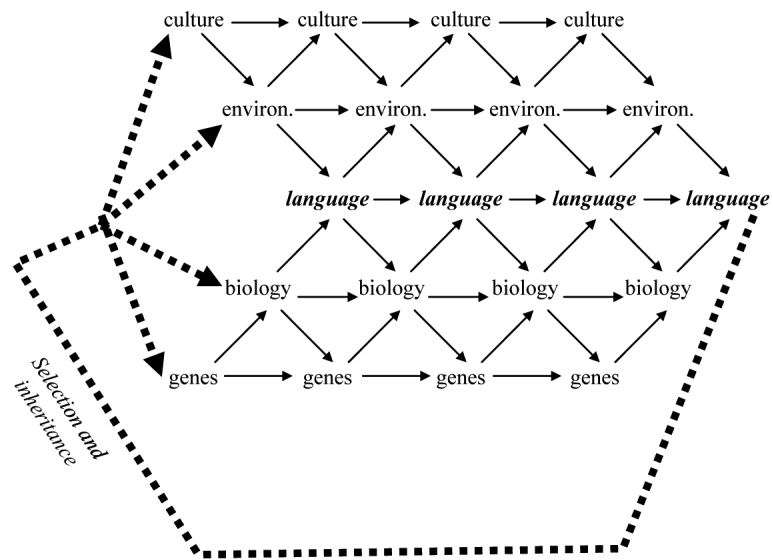 culture culture culture culture
environ. environ. environ. environ.
language language language language
biology biology biology biology
genes genes genes genes
Selection and
inheritance